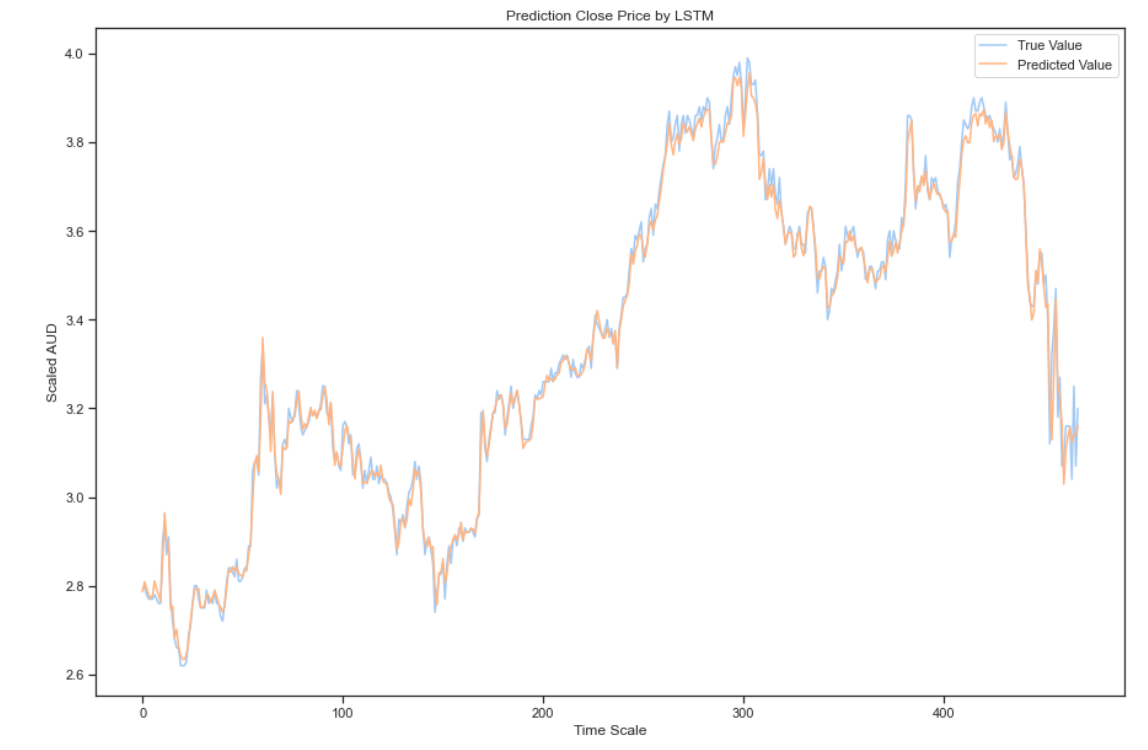 Prediction Close Price by LSTM
True Value
Predicted Value
4.0
3.8
3.6
3.4
3.2
3.0
2.8
2.6
Scaled AUD
0 100 200 300 400
Time Scale